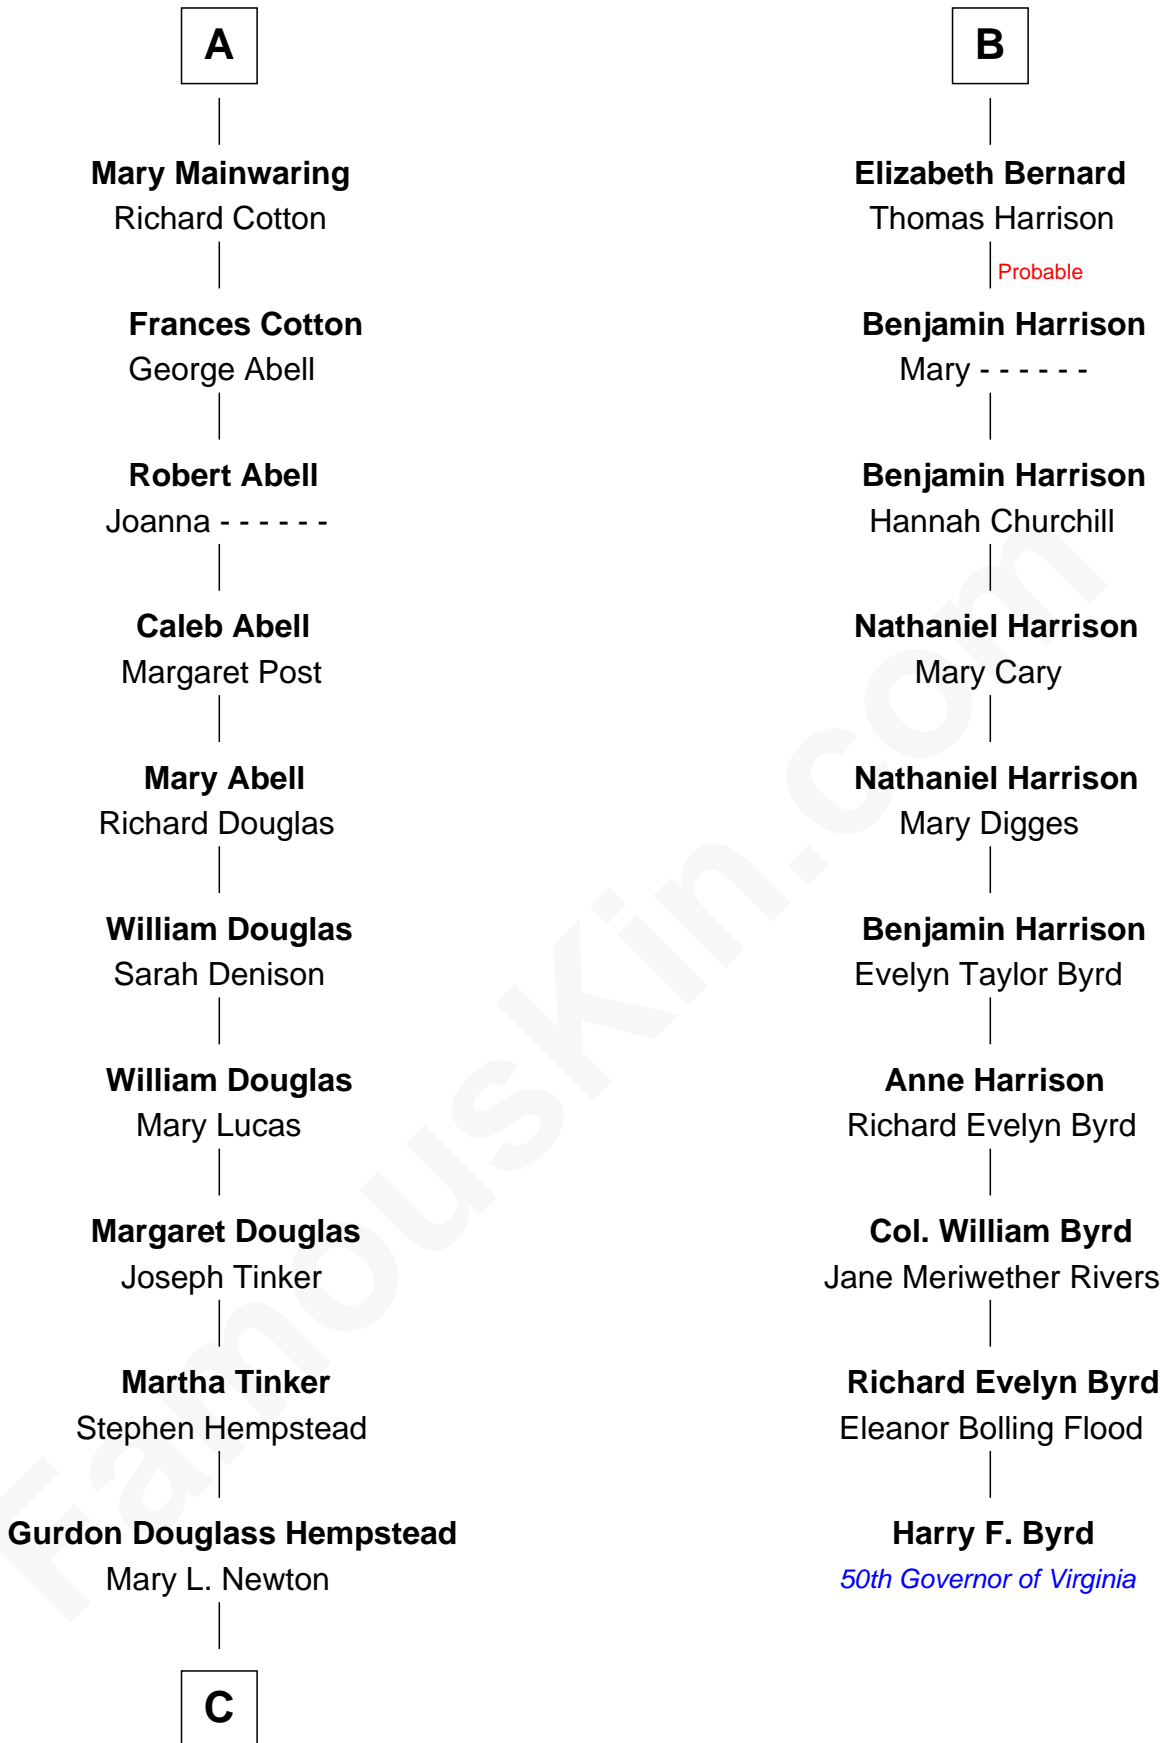 A
Mary Mainwaring
Richard Cotton
Frances Cotton
George Abell
Robert Abell
Joanna - - - - - -
Caleb Abell
Margaret Post
Mary Abell
Richard Douglas
William Douglas
Sarah Denison
William Douglas
Mary Lucas
Margaret Douglas
Joseph Tinker
Martha Tinker
Stephen Hempstead
Gurdon Douglass Hempstead
Mary L. Newton
C
B
Elizabeth Bernard
Thomas Harrison
Probable
Benjamin Harrison
Mary - - - - - -
Benjamin Harrison
Hannah Churchill
Nathaniel Harrison
Mary Cary
Nathaniel Harrison
Mary Digges
Benjamin Harrison
Evelyn Taylor Byrd
Anne Harrison
Richard Evelyn Byrd
Col. William Byrd
Jane Meriwether Rivers
Richard Evelyn Byrd
Eleanor Bolling Flood
Harry F. Byrd
50th Governor of Virginia
FamousKin.com